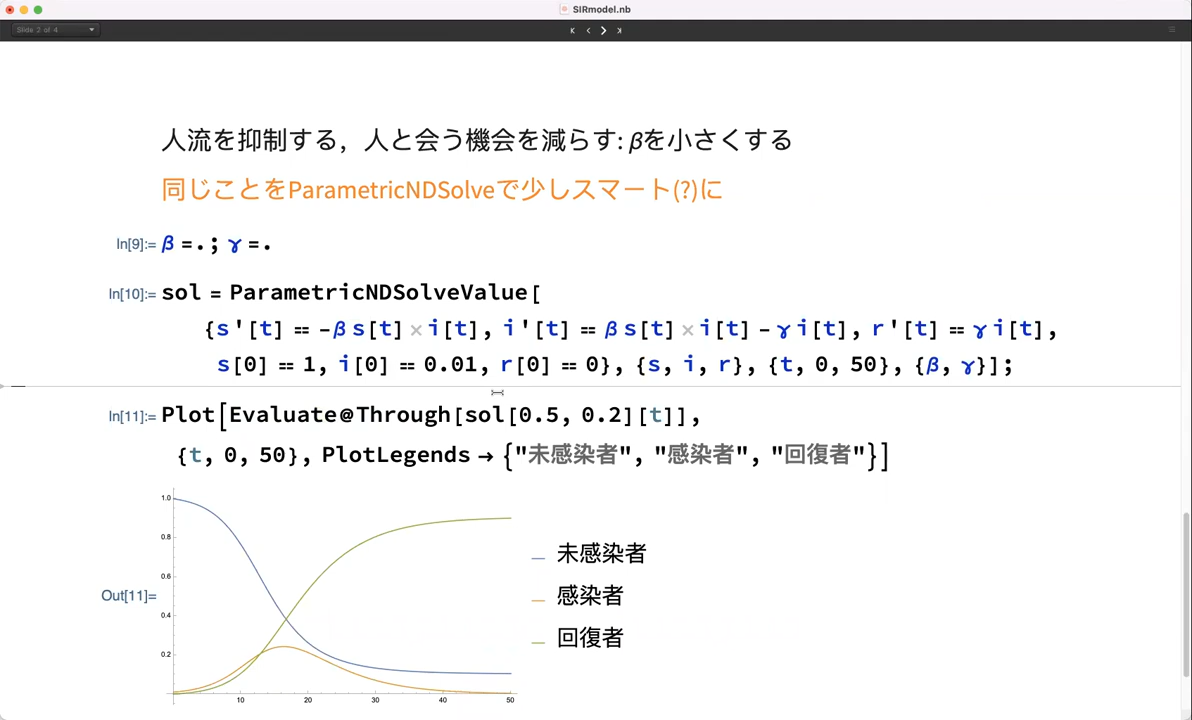 SIRmodel.nb
Slide 2 of 4
人流を抑制する，人と会う機会を減らす: βを小さくする
同じことをParametricNDSolveで少しスマート(?)に
In[9]:= β =.; γ =.
In[10]:= sol = ParametricNDSolveValue[
{s'[t] == -β s[t] × i[t], i'[t] == β s[t] × i[t] - γ i[t], r'[t] == γ i[t],
s[0] == 1, i[0] == 0.01, r[0] == 0}, {s, i, r}, {t, 0, 50}, {β, γ}];
In[11]:= Plot[Evaluate@Through[sol[0.5, 0.2][t]],
{t, 0, 50}, PlotLegends → {"未感染者", "感染者", "回復者"}]
1.0
0.8
0.6
0.4
0.2
10 20 30 40 50
Out[11]=
未感染者
感染者
回復者